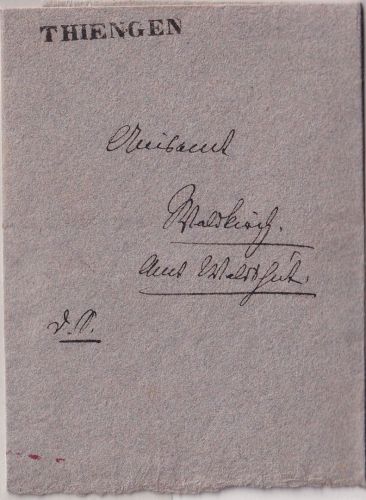 THIENGEN
Waldkirch.
Amt Waldshut.
d. S.